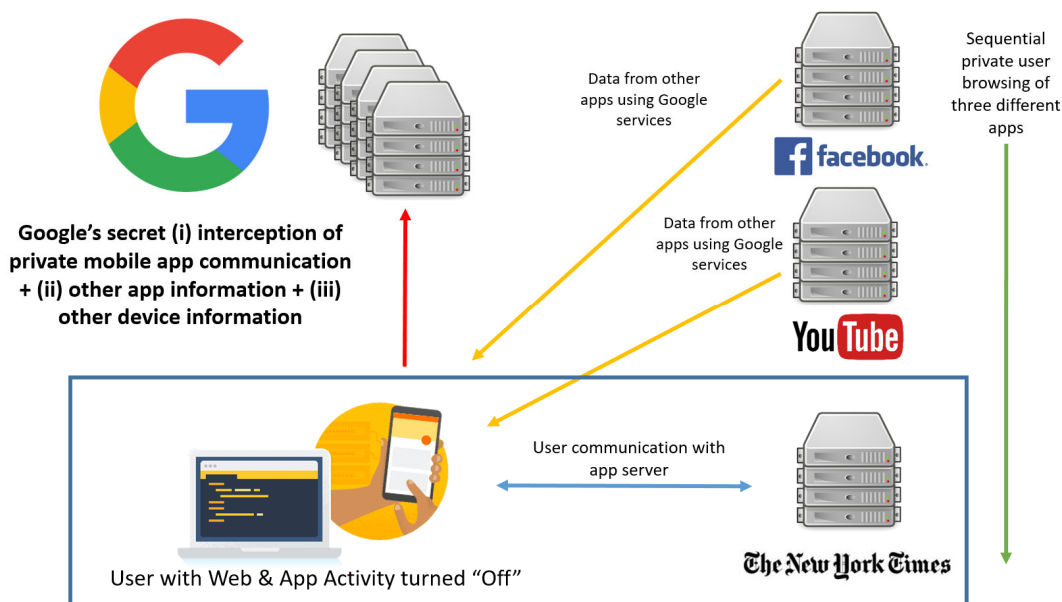 Data from other
apps using Google
services
facebook.
Sequential
private user
browsing of
three different
apps
Google's secret (i) interception of
private mobile app communication
+ (ii) other app information + (iii)
other device information
Data from other
apps using Google
services
YouTube
User communication with
app server
User with Web & App Activity turned “Off”
The New York Times